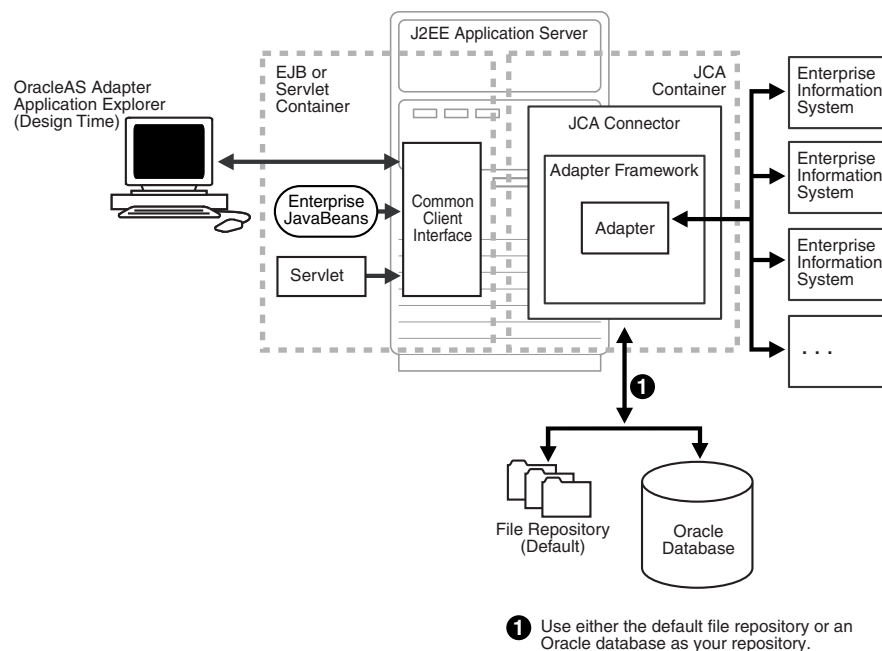 J2EE Application Server
OracleAS Adapter
Application Explorer
(Design Time)
EJB or
Servlet
Container
JCA
Container
Enterprise
Information
System
JCA Connector
Adapter Framework
Adapter
Enterprise
JavaBeans
Common
Client
Interface
Servlet
Enterprise
Information
System
Enterprise
Information
System
. . .
1
File Repository
(Default)
Oracle
Database
1 Use either the default file repository or an
Oracle database as your repository.